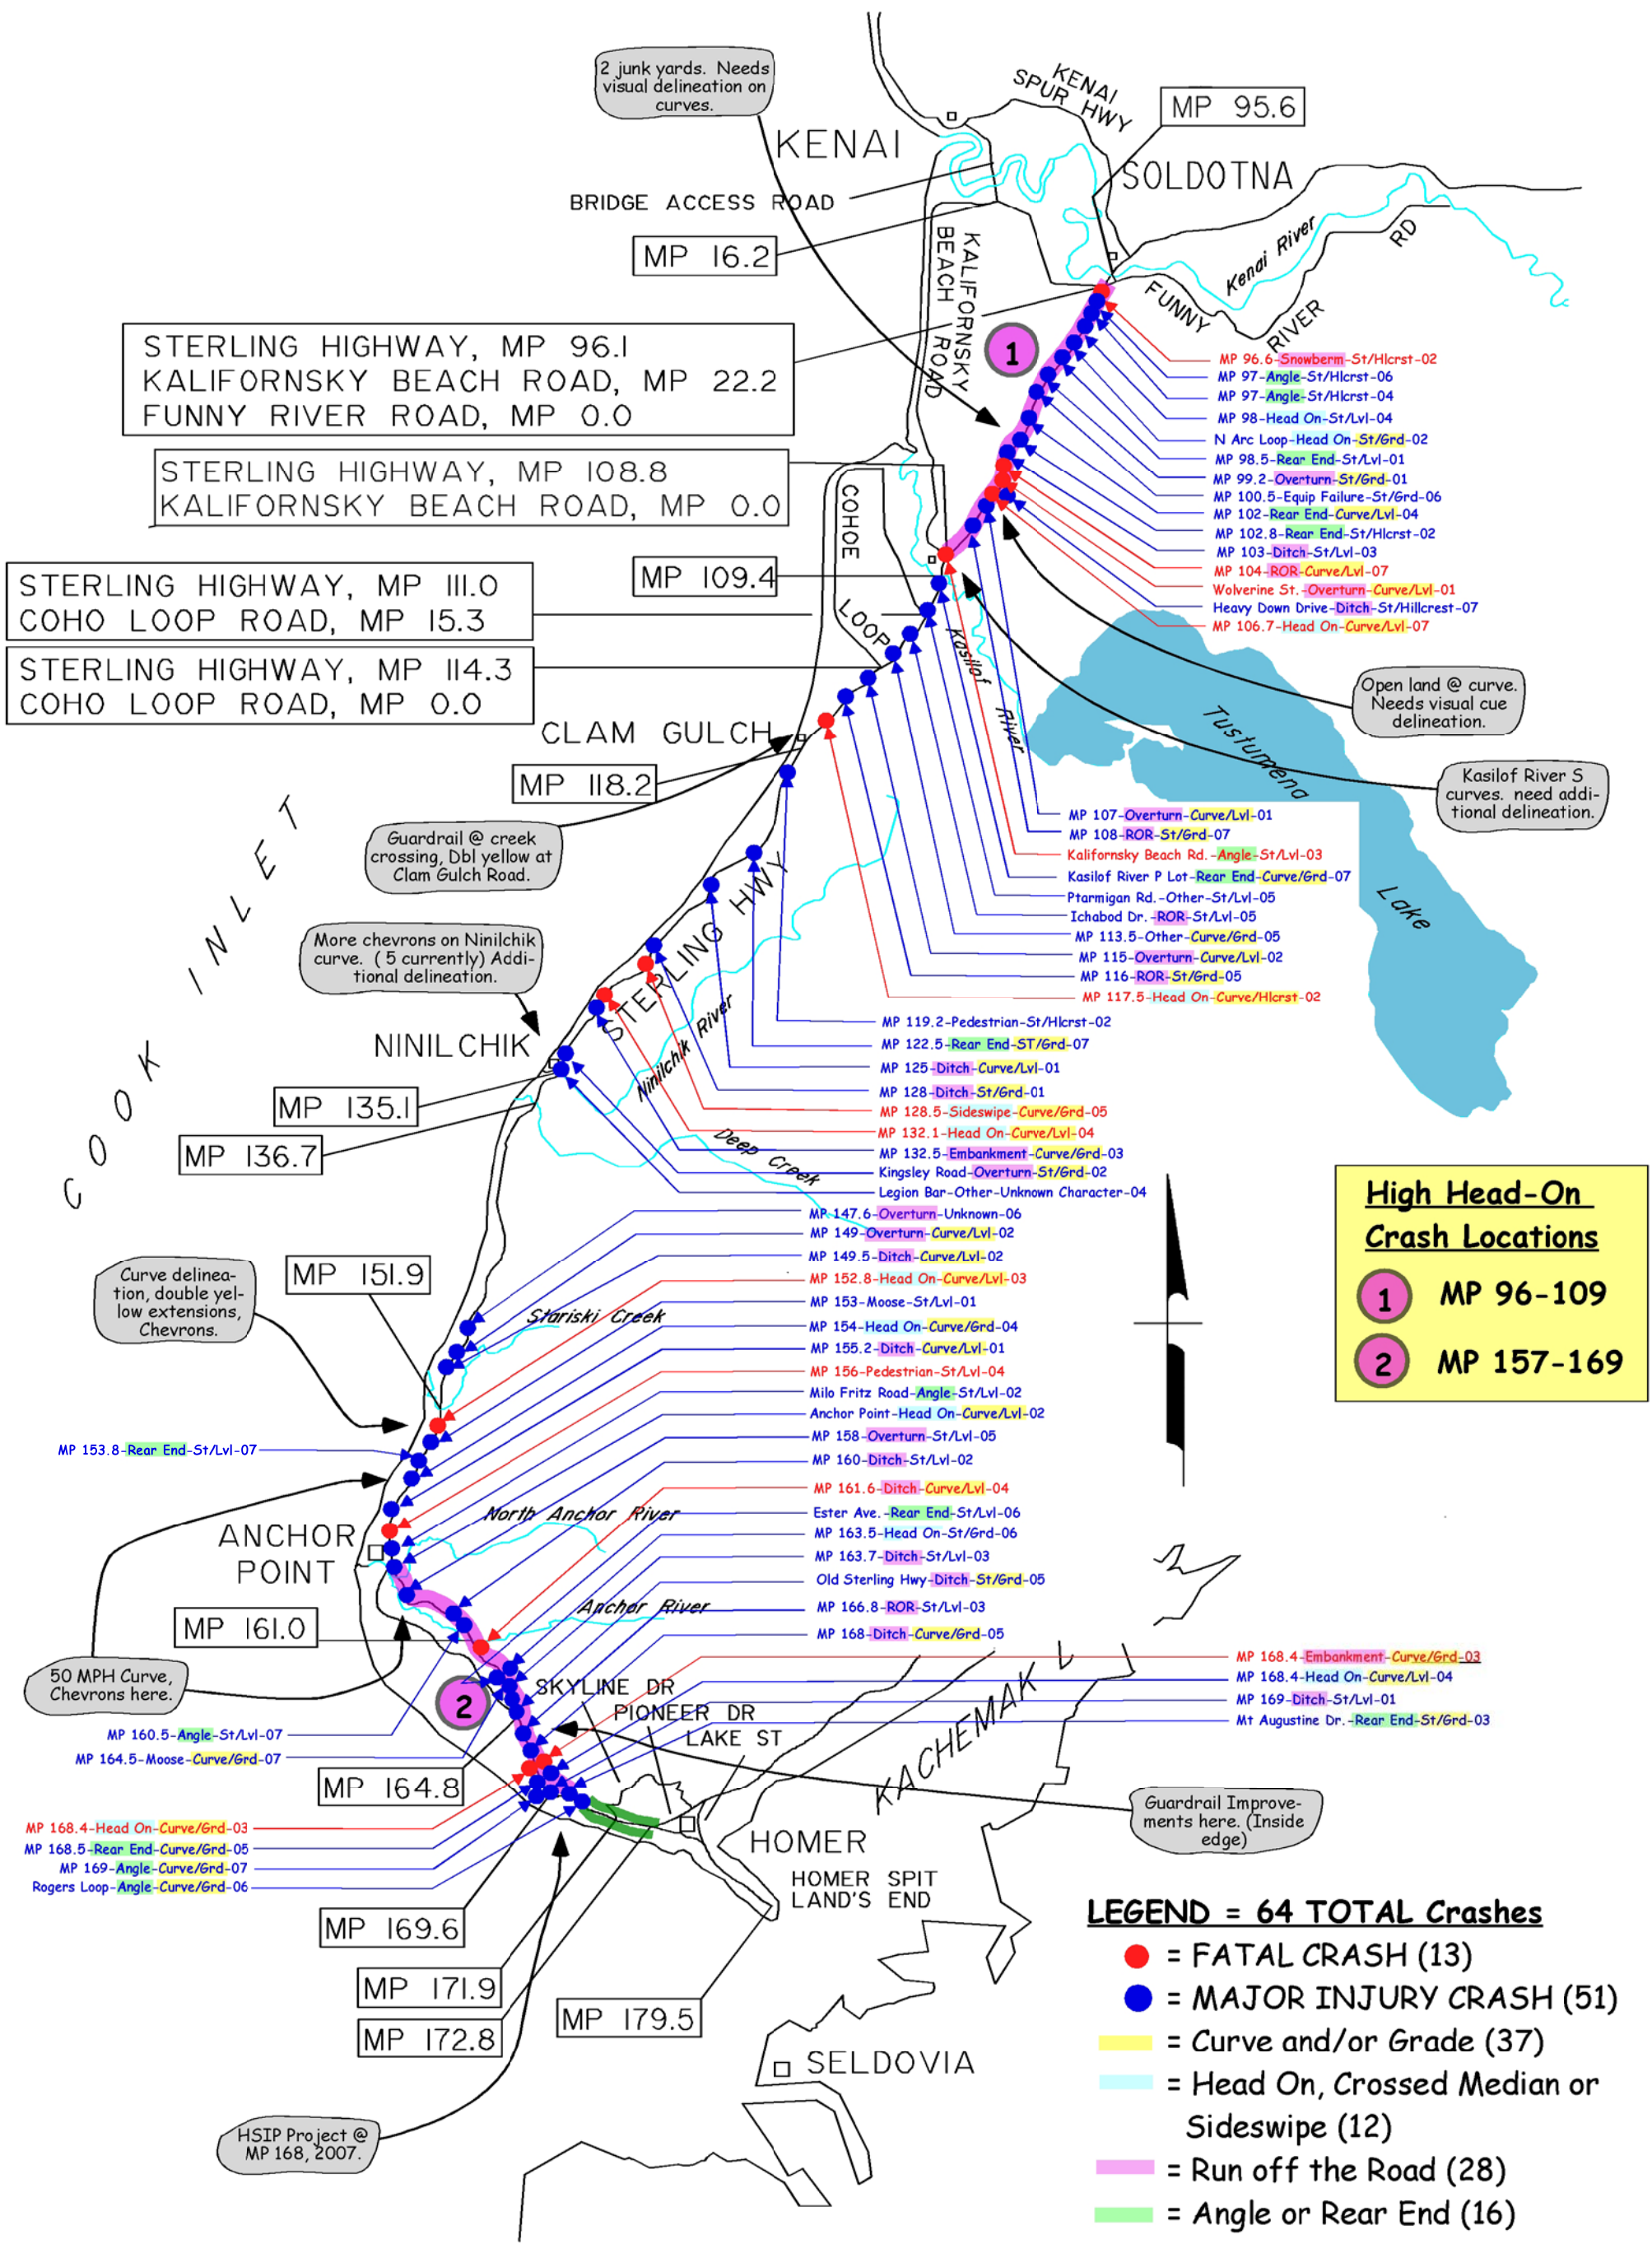 2 junk yards. Needs
visual delineation on
curves.
KENAI
SPUR HWY
MP 95.6
KENAI
SOLDOTNA
BRIDGE ACCESS ROAD
MP 16.2
KALIFORNSKY
BEACH ROAD
Kenai River
FUNNY
RIVER
RD
1
STERLING HIGHWAY, MP 96.1
KALIFORNSKY BEACH ROAD, MP 22.2
FUNNY RIVER ROAD, MP 0.0
MP 96.6-Snowberm-St/Hlcrst-02
MP 97-Angle-St/Hlcrst-06
MP 97-Angle-St/Hlcrst-04
MP 98-Head On-St/Lvl-04
N Arc Loop-Head On-St/Grd-02
MP 98.5-Rear End-St/Lvl-01
MP 99.2-Overturn-St/Grd-01
MP 100.5-Equip Failure-St/Grd-06
MP 102-Rear End-Curve/Lvl-04
MP 102.8-Rear End-St/Hlcrst-02
MP 103-Ditch-St/Lvl-03
MP 104-ROR-Curve/Lvl-07
Wolverine St.-Overturn-Curve/Lvl-01
Heavy Down Drive-Ditch-St/Hillcrest-07
MP 106.7-Head On-Curve/Lvl-07
STERLING HIGHWAY, MP 108.8
KALIFORNSKY BEACH ROAD, MP 0.0
COHOE
LOOP
MP 109.4
STERLING HIGHWAY, MP 111.0
COHO LOOP ROAD, MP 15.3
STERLING HIGHWAY, MP 114.3
COHO LOOP ROAD, MP 0.0
Kasilof
River
Tustumena
Lake
Open land @ curve.
Needs visual cue
delineation.
Kasilof River S
curves. need addi-
tional delineation.
CLAM GULCH
MP 118.2
Guardrail @ creek
crossing, Dbl yellow at
Clam Gulch Road.
MP 107-Overturn-Curve/Lvl-01
MP 108-ROR-St/Grd-07
Kalifornsky Beach Rd.-Angle-St/Lvl-03
Kasilof River P Lot-Rear End-Curve/Grd-07
Ptarmigan Rd.-Other-St/Lvl-05
Ichabod Dr.-ROR-St/Lvl-05
MP 113.5-Other-Curve/Grd-05
MP 115-Overturn-Curve/Lvl-02
MP 116-ROR-St/Grd-05
MP 117.5-Head On-Curve/Hlcrst-02
COOK INLET
STERLING HWY
More chevrons on Ninilchik
curve. ( 5 currently) Addi-
tional delineation.
NINILCHIK
Ninilchik River
Deep Creek
MP 135.1
MP 136.7
MP 119.2-Pedestrian-St/Hlcrst-02
MP 122.5-Rear End-ST/Grd-07
MP 125-Ditch-Curve/Lvl-01
MP 128-Ditch-St/Grd-01
MP 128.5-Sideswipe-Curve/Grd-05
MP 132.1-Head On-Curve/Lvl-04
MP 132.5-Embankment-Curve/Grd-03
Kingsley Road-Overturn-St/Grd-02
Legion Bar-Other-Unknown Character-04
High Head-On
Crash Locations
1 MP 96-109
2 MP 157-169
MP 147.6-Overturn-Unknown-06
MP 149-Overturn-Curve/Lvl-02
MP 149.5-Ditch-Curve/Lvl-02
MP 152.8-Head On-Curve/Lvl-03
MP 153-Moose-St/Lvl-01
MP 154-Head On-Curve/Grd-04
MP 155.2-Ditch-Curve/Lvl-01
MP 156-Pedestrian-St/Lvl-04
Milo Fritz Road-Angle-St/Lvl-02
Anchor Point-Head On-Curve/Lvl-02
MP 158-Overturn-St/Lvl-05
MP 160-Ditch-St/Lvl-02
MP 161.6-Ditch-Curve/Lvl-04
Ester Ave.-Rear End-St/Lvl-06
MP 163.5-Head On-St/Grd-06
MP 163.7-Ditch-St/Lvl-03
Old Sterling Hwy-Ditch-St/Grd-05
MP 166.8-ROR-St/Lvl-03
MP 168-Ditch-Curve/Grd-05
Curve delinea-
tion, double yel-
low extensions,
Chevrons.
MP 151.9
Stariski Creek
MP 153.8-Rear End-St/Lvl-07
ANCHOR
POINT
North Anchor River
Anchor River
MP 161.0
50 MPH Curve,
Chevrons here.
2
MP 160.5-Angle-St/Lvl-07
MP 164.5-Moose-Curve/Grd-07
MP 164.8
SKYLINE DR
PIONEER DR
LAKE ST
KACHEMAK
MP 168.4-Embankment-Curve/Grd-03
MP 168.4-Head On-Curve/Lvl-04
MP 169-Ditch-St/Lvl-01
Mt Augustine Dr.-Rear End-St/Grd-03
Guardrail Improve-
ments here. (Inside
edge)
MP 168.4-Head On-Curve/Grd-03
MP 168.5-Rear End-Curve/Grd-05
MP 169-Angle-Curve/Grd-07
Rogers Loop-Angle-Curve/Grd-06
HOMER
HOMER SPIT
LAND'S END
MP 169.6
MP 171.9
MP 172.8
MP 179.5
SELDOVIA
HSIP Project @
MP 168, 2007.
LEGEND = 64 TOTAL Crashes
= FATAL CRASH (13)
= MAJOR INJURY CRASH (51)
= Curve and/or Grade (37)
= Head On, Crossed Median or
Sideswipe (12)
= Run off the Road (28)
= Angle or Rear End (16)